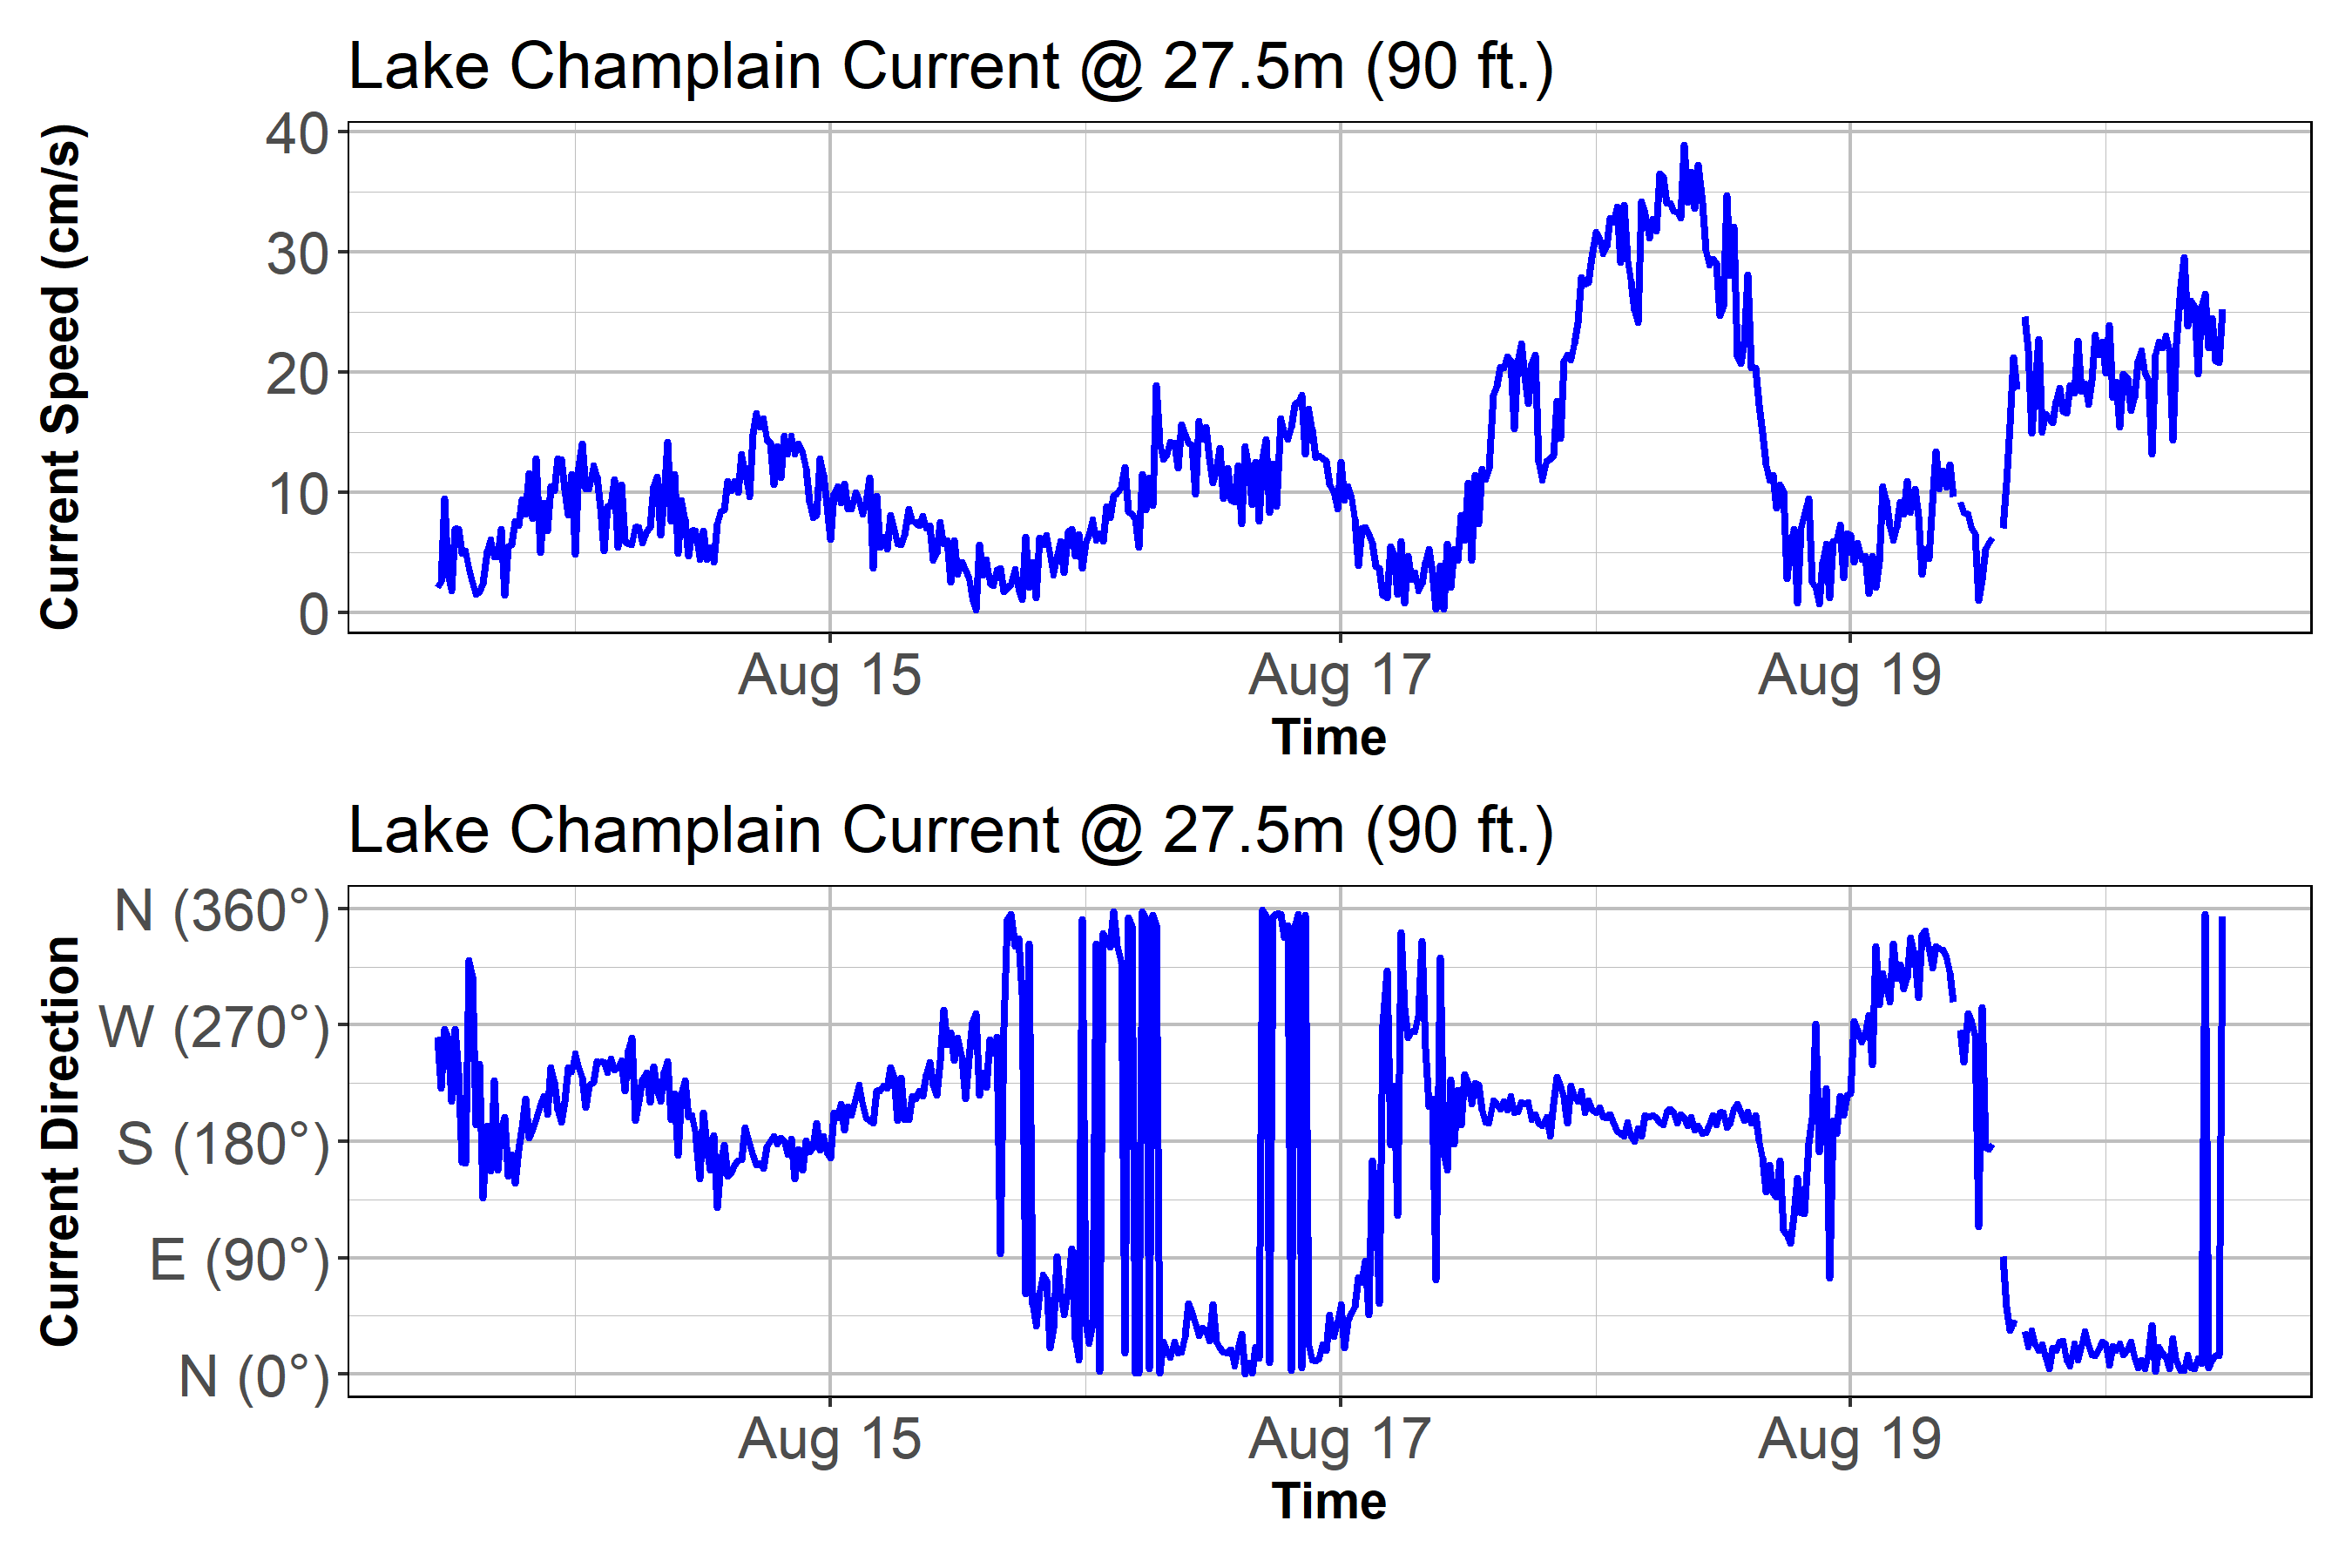 Lake Champlain Current @ 27.5m (90 ft.)
Current Speed (cm/s)
40
30
20
10
0
Aug 15 Aug 17 Aug 19
Time
Lake Champlain Current @ 27.5m (90 ft.)
Current Direction
N (360°)
W (270°)
S (180°)
E (90°)
N (0°)
Aug 15 Aug 17 Aug 19
Time